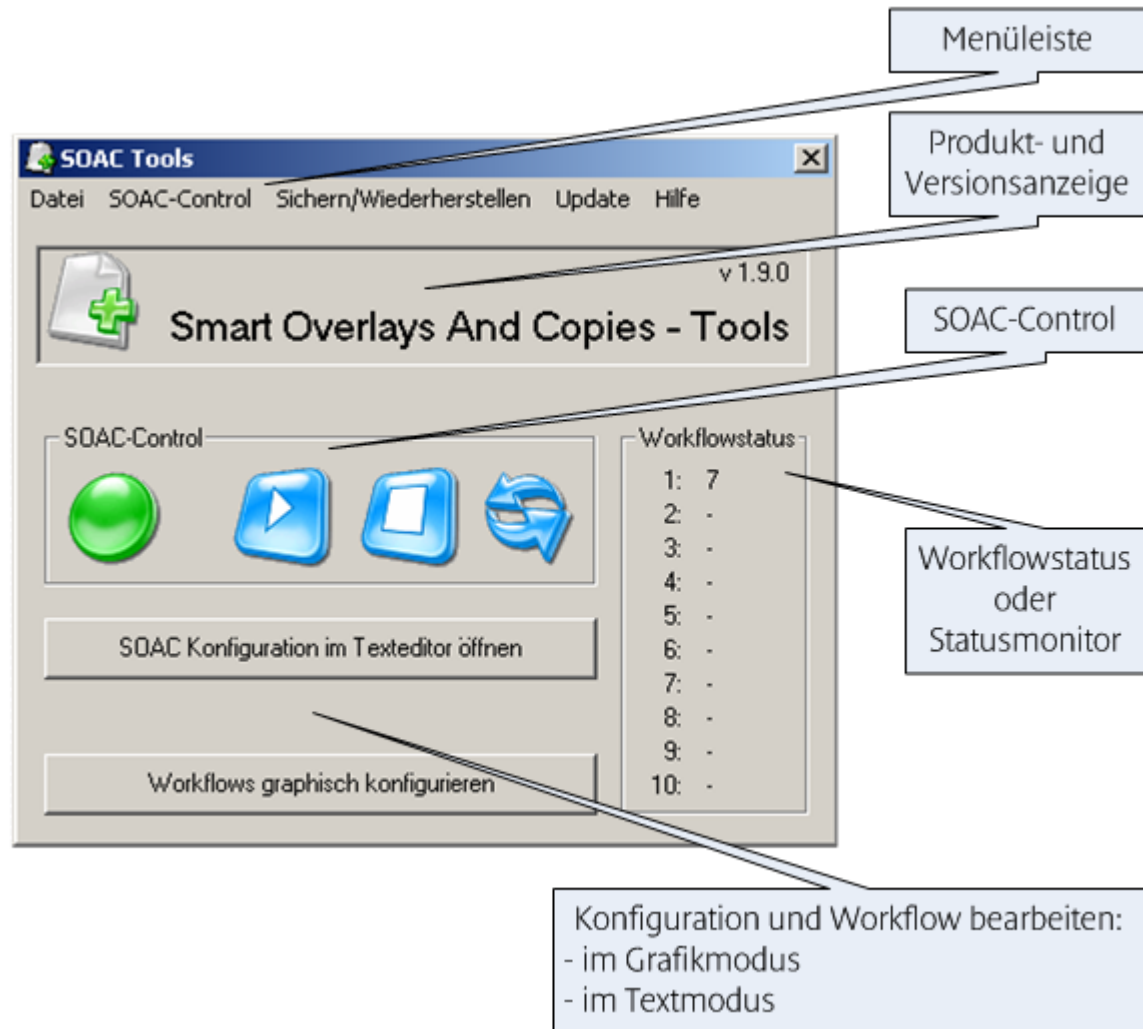 Menüleiste
Produkt- und
Versionsanzeige
SOAC Tools
Datei SOAC-Control Sichern/Wiederherstellen Update Hilfe
v 1.9.0
Smart Overlays And Copies - Tools
SOAC-Control
SOAC-Control
Workflowstatus
1: 7
2: -
3: -
4: -
5: -
6: -
7: -
8: -
9: -
10: -
Workflowstatus
oder
Statusmonitor
SOAC Konfiguration im Texteditor öffnen
Workflows graphisch konfigurieren
Konfiguration und Workflow bearbeiten:
- im Grafikmodus
- im Textmodus